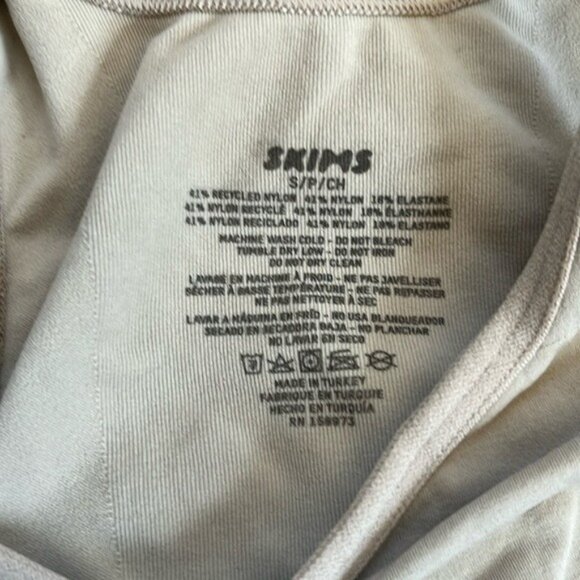 SKIMS
S/P/CH
41% RECYCLED NYLON 41% NYLON 18% ELASTANE
41% NYLON RECYCLÉ 41% NYLON 18% ÉLASTHANNE
41% NYLON RECICLADO 41% NYLON 18% ELASTANO
MACHINE WASH COLD - DO NOT BLEACH
TUMBLE DRY LOW - DO NOT IRON
DO NOT DRY CLEAN
LAVAGE EN MACHINE À FROID - NE PAS JAVELLISER
SÉCHER À BASSE TEMPÉRATURE - NE PAS REPASSER
NE PAS NETTOYER À SEC
LAVAR A MÁQUINA EN FRÍO - NO USA BLANQUEADOR
SECADO EN SECADORA BAJA - NO PLANCHAR
NO LAVAR EN SECO
MADE IN TURKEY
FABRIQUE EN TURQUIE
HECHO EN TURQUÍA
RN 158973